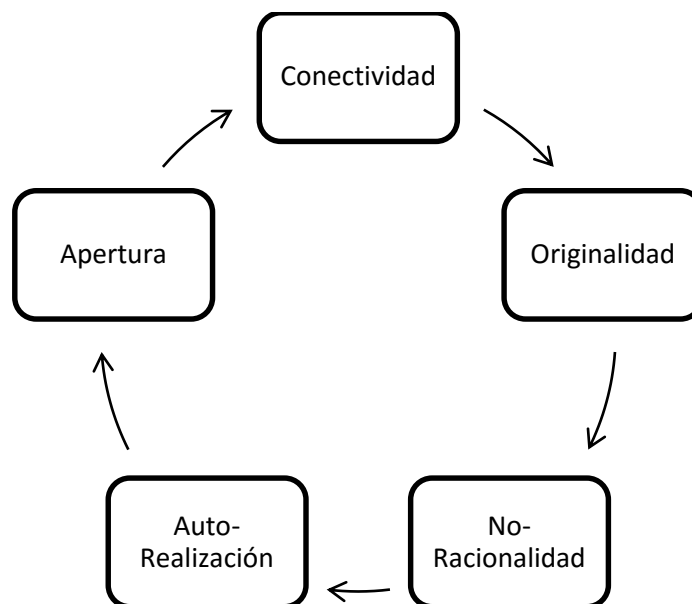 Conectividad
Originalidad
No-
Racionalidad
Auto-
Realización
Apertura